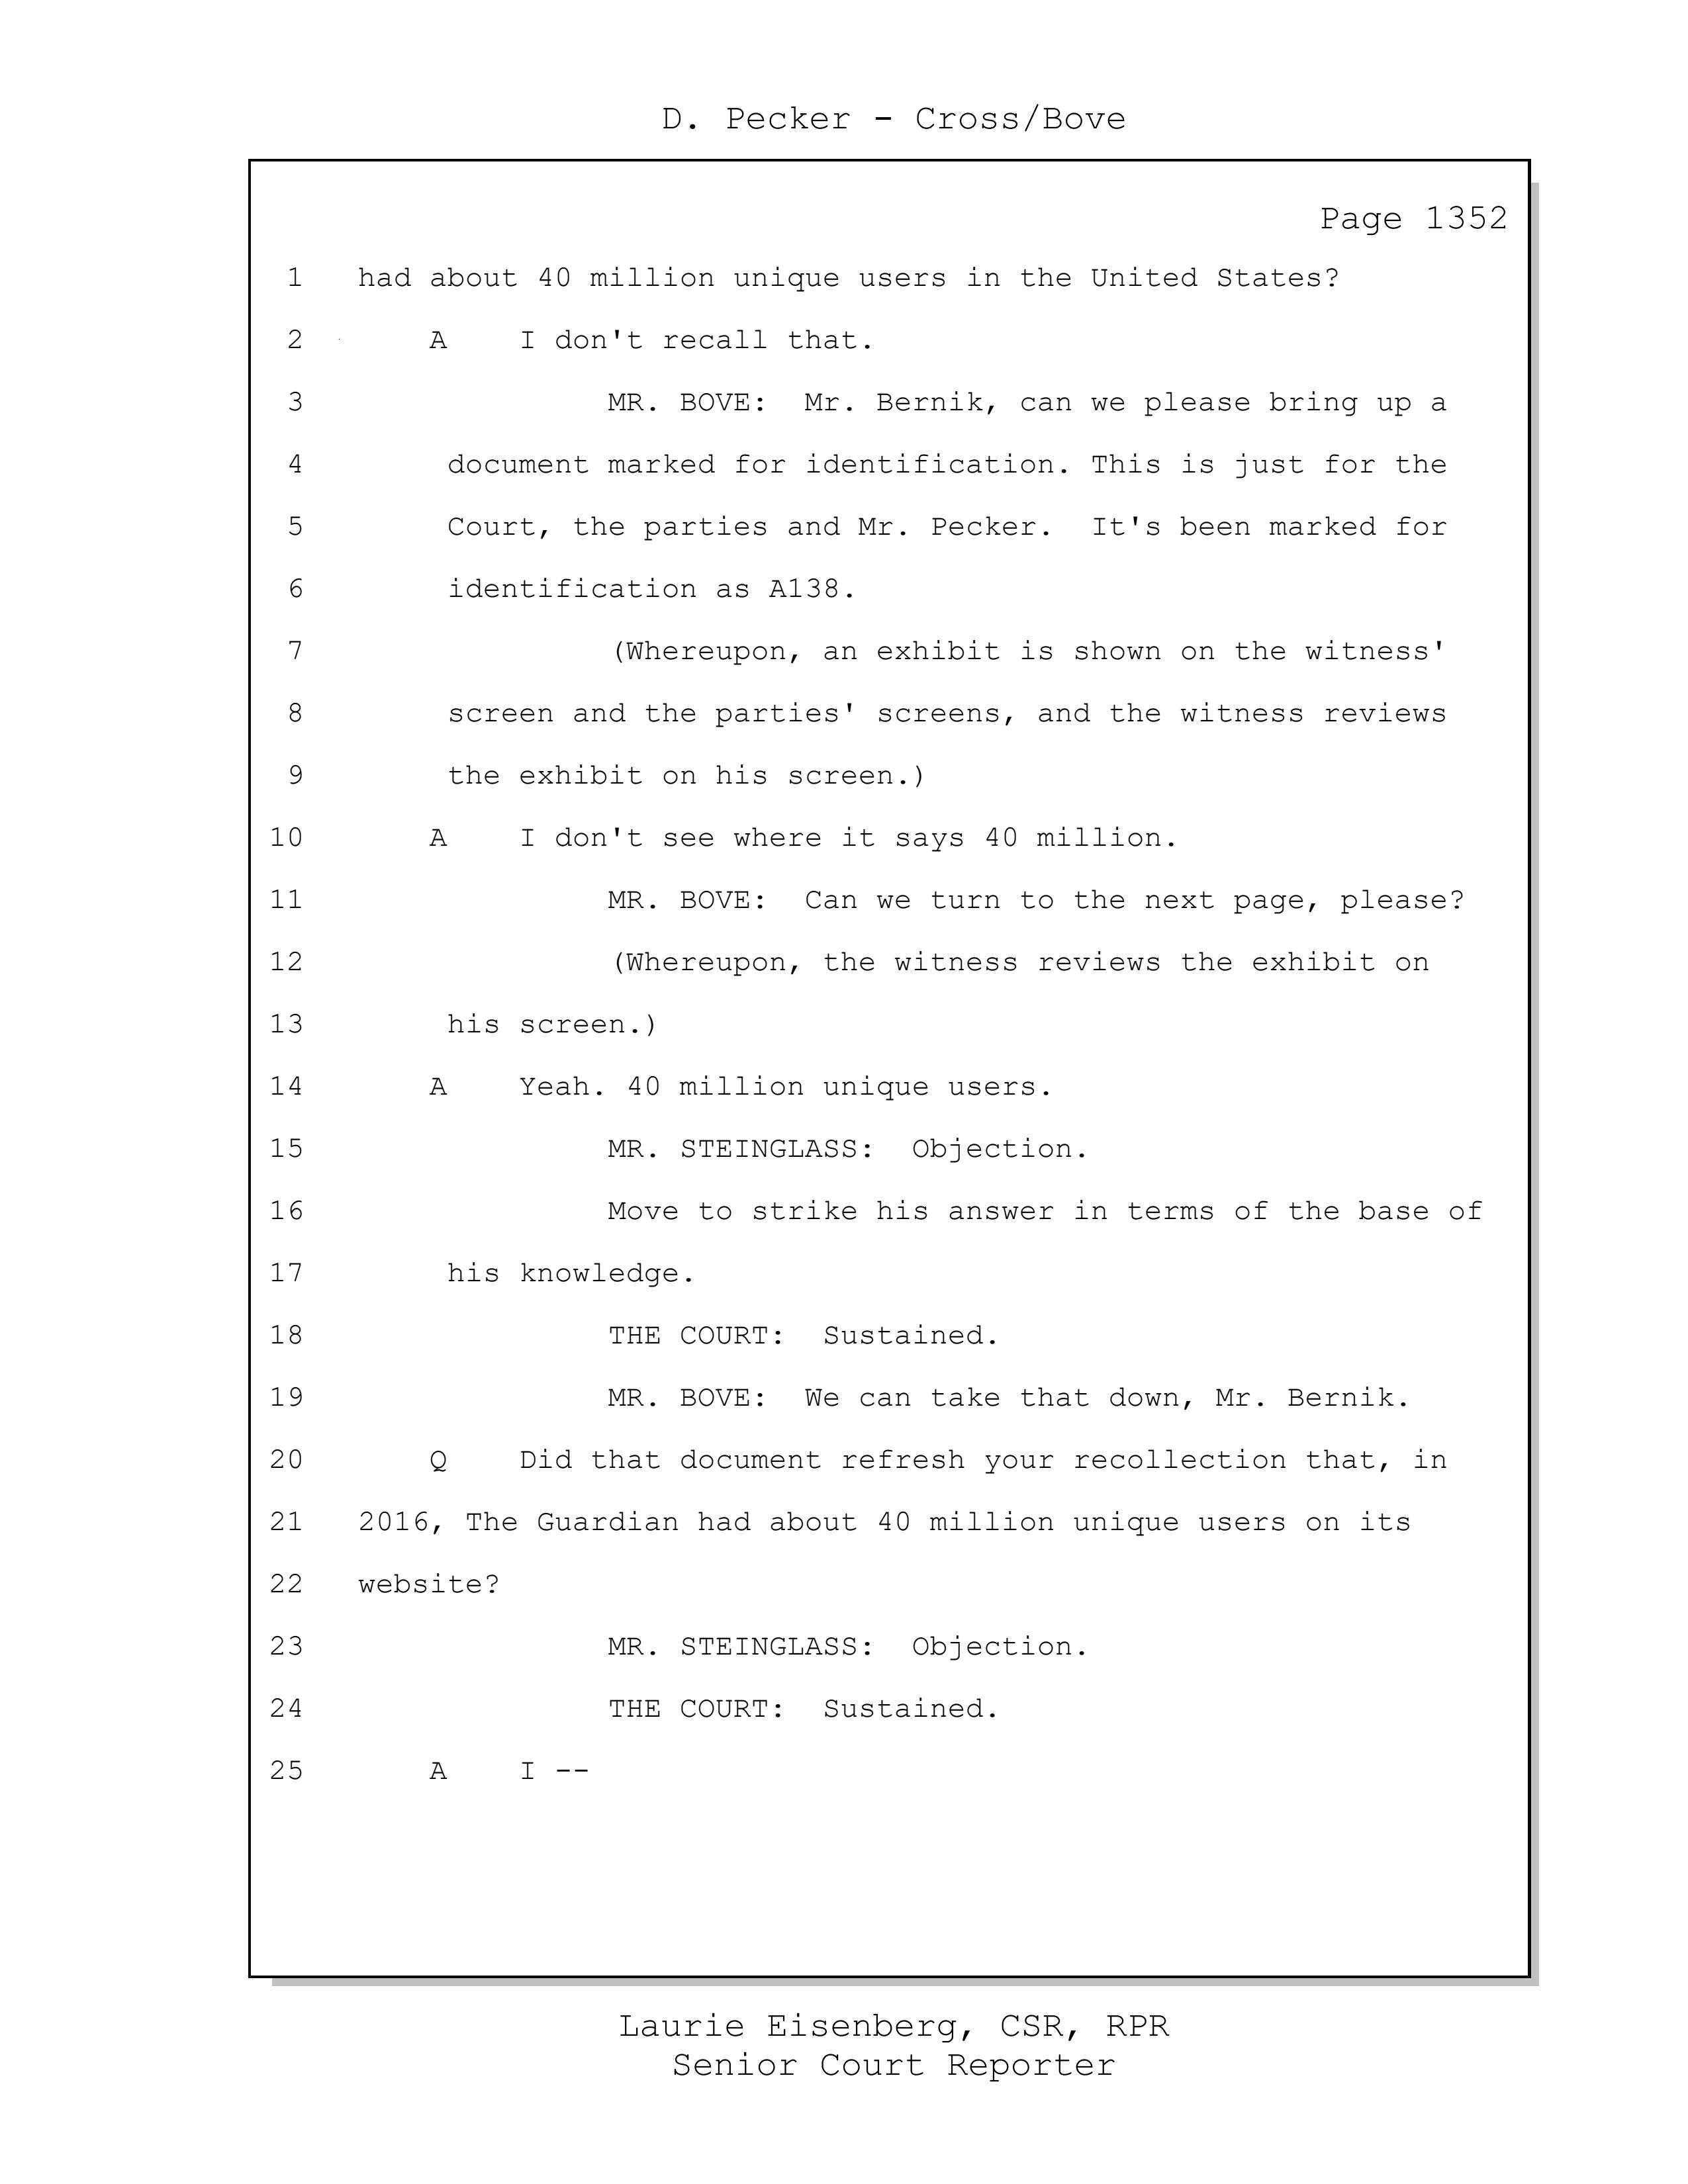 D. Pecker - Cross/Bove
Page 1352
1 had about 40 million unique users in the United States?
2 A I don't recall that.
3 MR. BOVE: Mr. Bernik, can we please bring up a
4 document marked for identification. This is just for the
5 Court, the parties and Mr. Pecker. It's been marked for
6 identification as A138.
7 (Whereupon, an exhibit is shown on the witness'
8 screen and the parties' screens, and the witness reviews
9 the exhibit on his screen.)
10 A I don't see where it says 40 million.
11 MR. BOVE: Can we turn to the next page, please?
12 (Whereupon, the witness reviews the exhibit on
13 his screen.)
14 A Yeah. 40 million unique users.
15 MR. STEINGLASS: Objection.
16 Move to strike his answer in terms of the base of
17 his knowledge.
18 THE COURT: Sustained.
19 MR. BOVE: We can take that down, Mr. Bernik.
20 Q Did that document refresh your recollection that, in
21 2016, The Guardian had about 40 million unique users on its
22 website?
23 MR. STEINGLASS: Objection.
24 THE COURT: Sustained.
25 A I --
Laurie Eisenberg, CSR, RPR
Senior Court Reporter